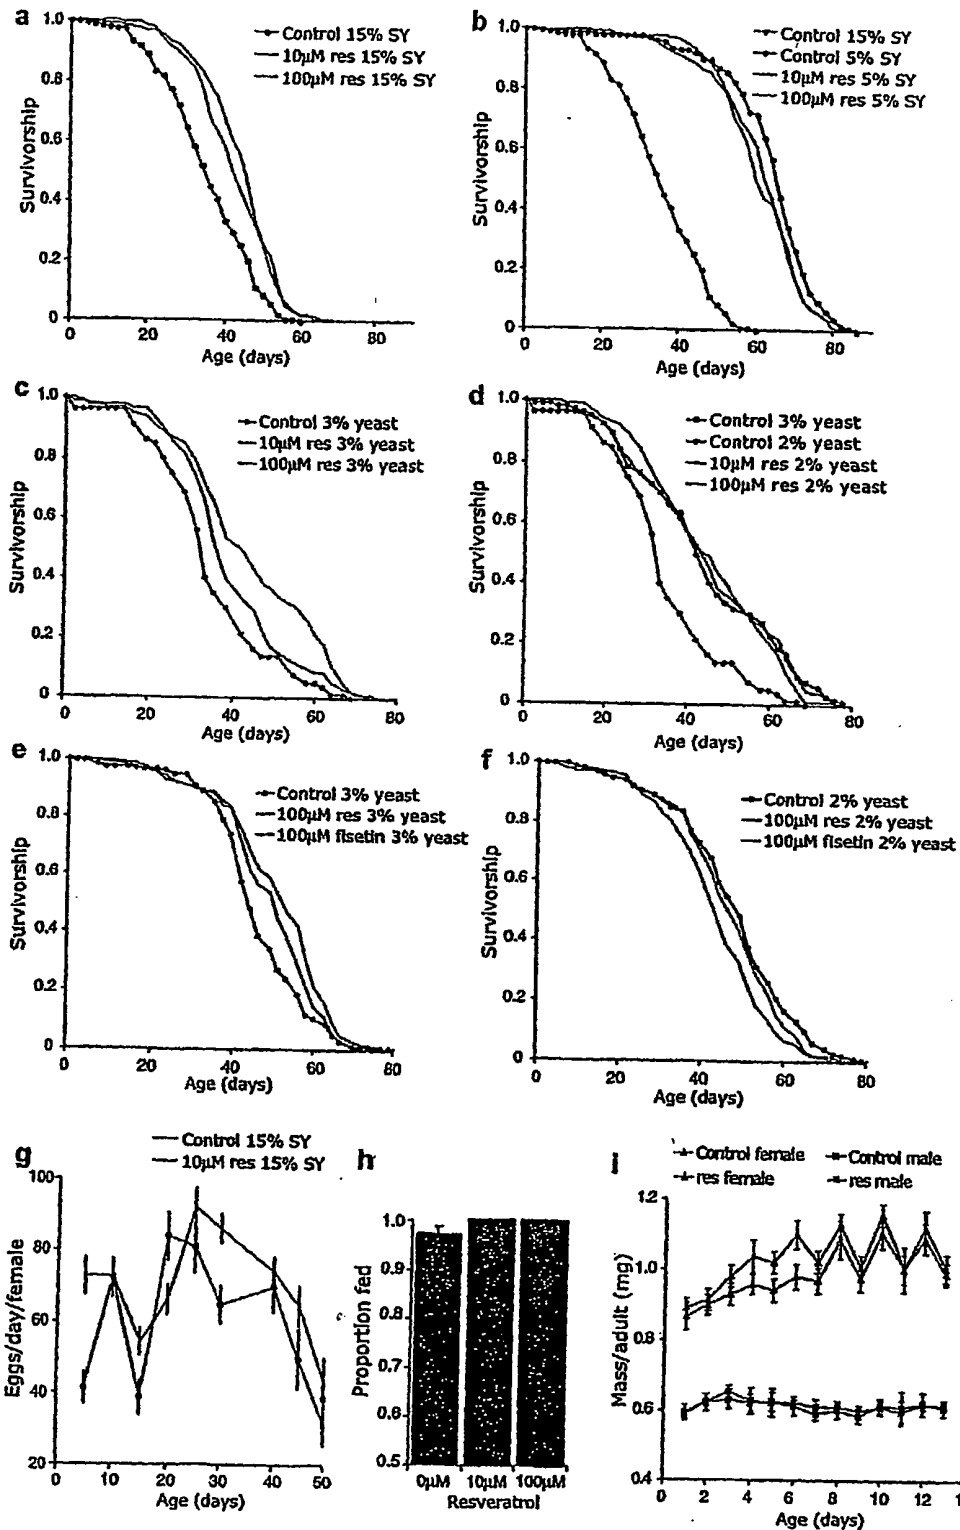 a
Control 15% SY
10µM res 15% SY
100µM res 15% SY
1.0
0.8
0.6
0.4
0.2
0
Survivorship
0 20 40 60 80
Age (days)
b
Control 15% SY
Control 5% SY
10µM res 5% SY
100µM res 5% SY
1.0
0.8
0.6
0.4
0.2
0
Survivorship
0 20 40 60 80
Age (days)
c
Control 3% yeast
10µM res 3% yeast
100µM res 3% yeast
1.0
0.8
0.6
0.4
0.2
0
Survivorship
0 20 40 60 80
Age (days)
d
Control 3% yeast
Control 2% yeast
10µM res 2% yeast
100µM res 2% yeast
1.0
0.8
0.6
0.4
0.2
0
Survivorship
0 20 40 60 80
Age (days)
e
Control 3% yeast
100µM res 3% yeast
100µM fisetin 3% yeast
1.0
0.8
0.6
0.4
0.2
0
Survivorship
0 20 40 60 80
Age (days)
f
Control 2% yeast
100µM res 2% yeast
100µM fisetin 2% yeast
1.0
0.8
0.6
0.4
0.2
0
Survivorship
0 20 40 60 80
Age (days)
g
Control 15% SY
10µM res 15% SY
100
80
60
40
20
Eggs/day/female
0 10 20 30 40 50
Age (days)
h
1.0
0.9
0.8
0.7
0.6
0.5
Proportion fed
0µM 10µM 100µM
Resveratrol
i
Control female
res female
Control male
res male
1.2
1.0
0.8
0.6
0.4
Mass/adult (mg)
0 2 4 6 8 10 12
Age (days)